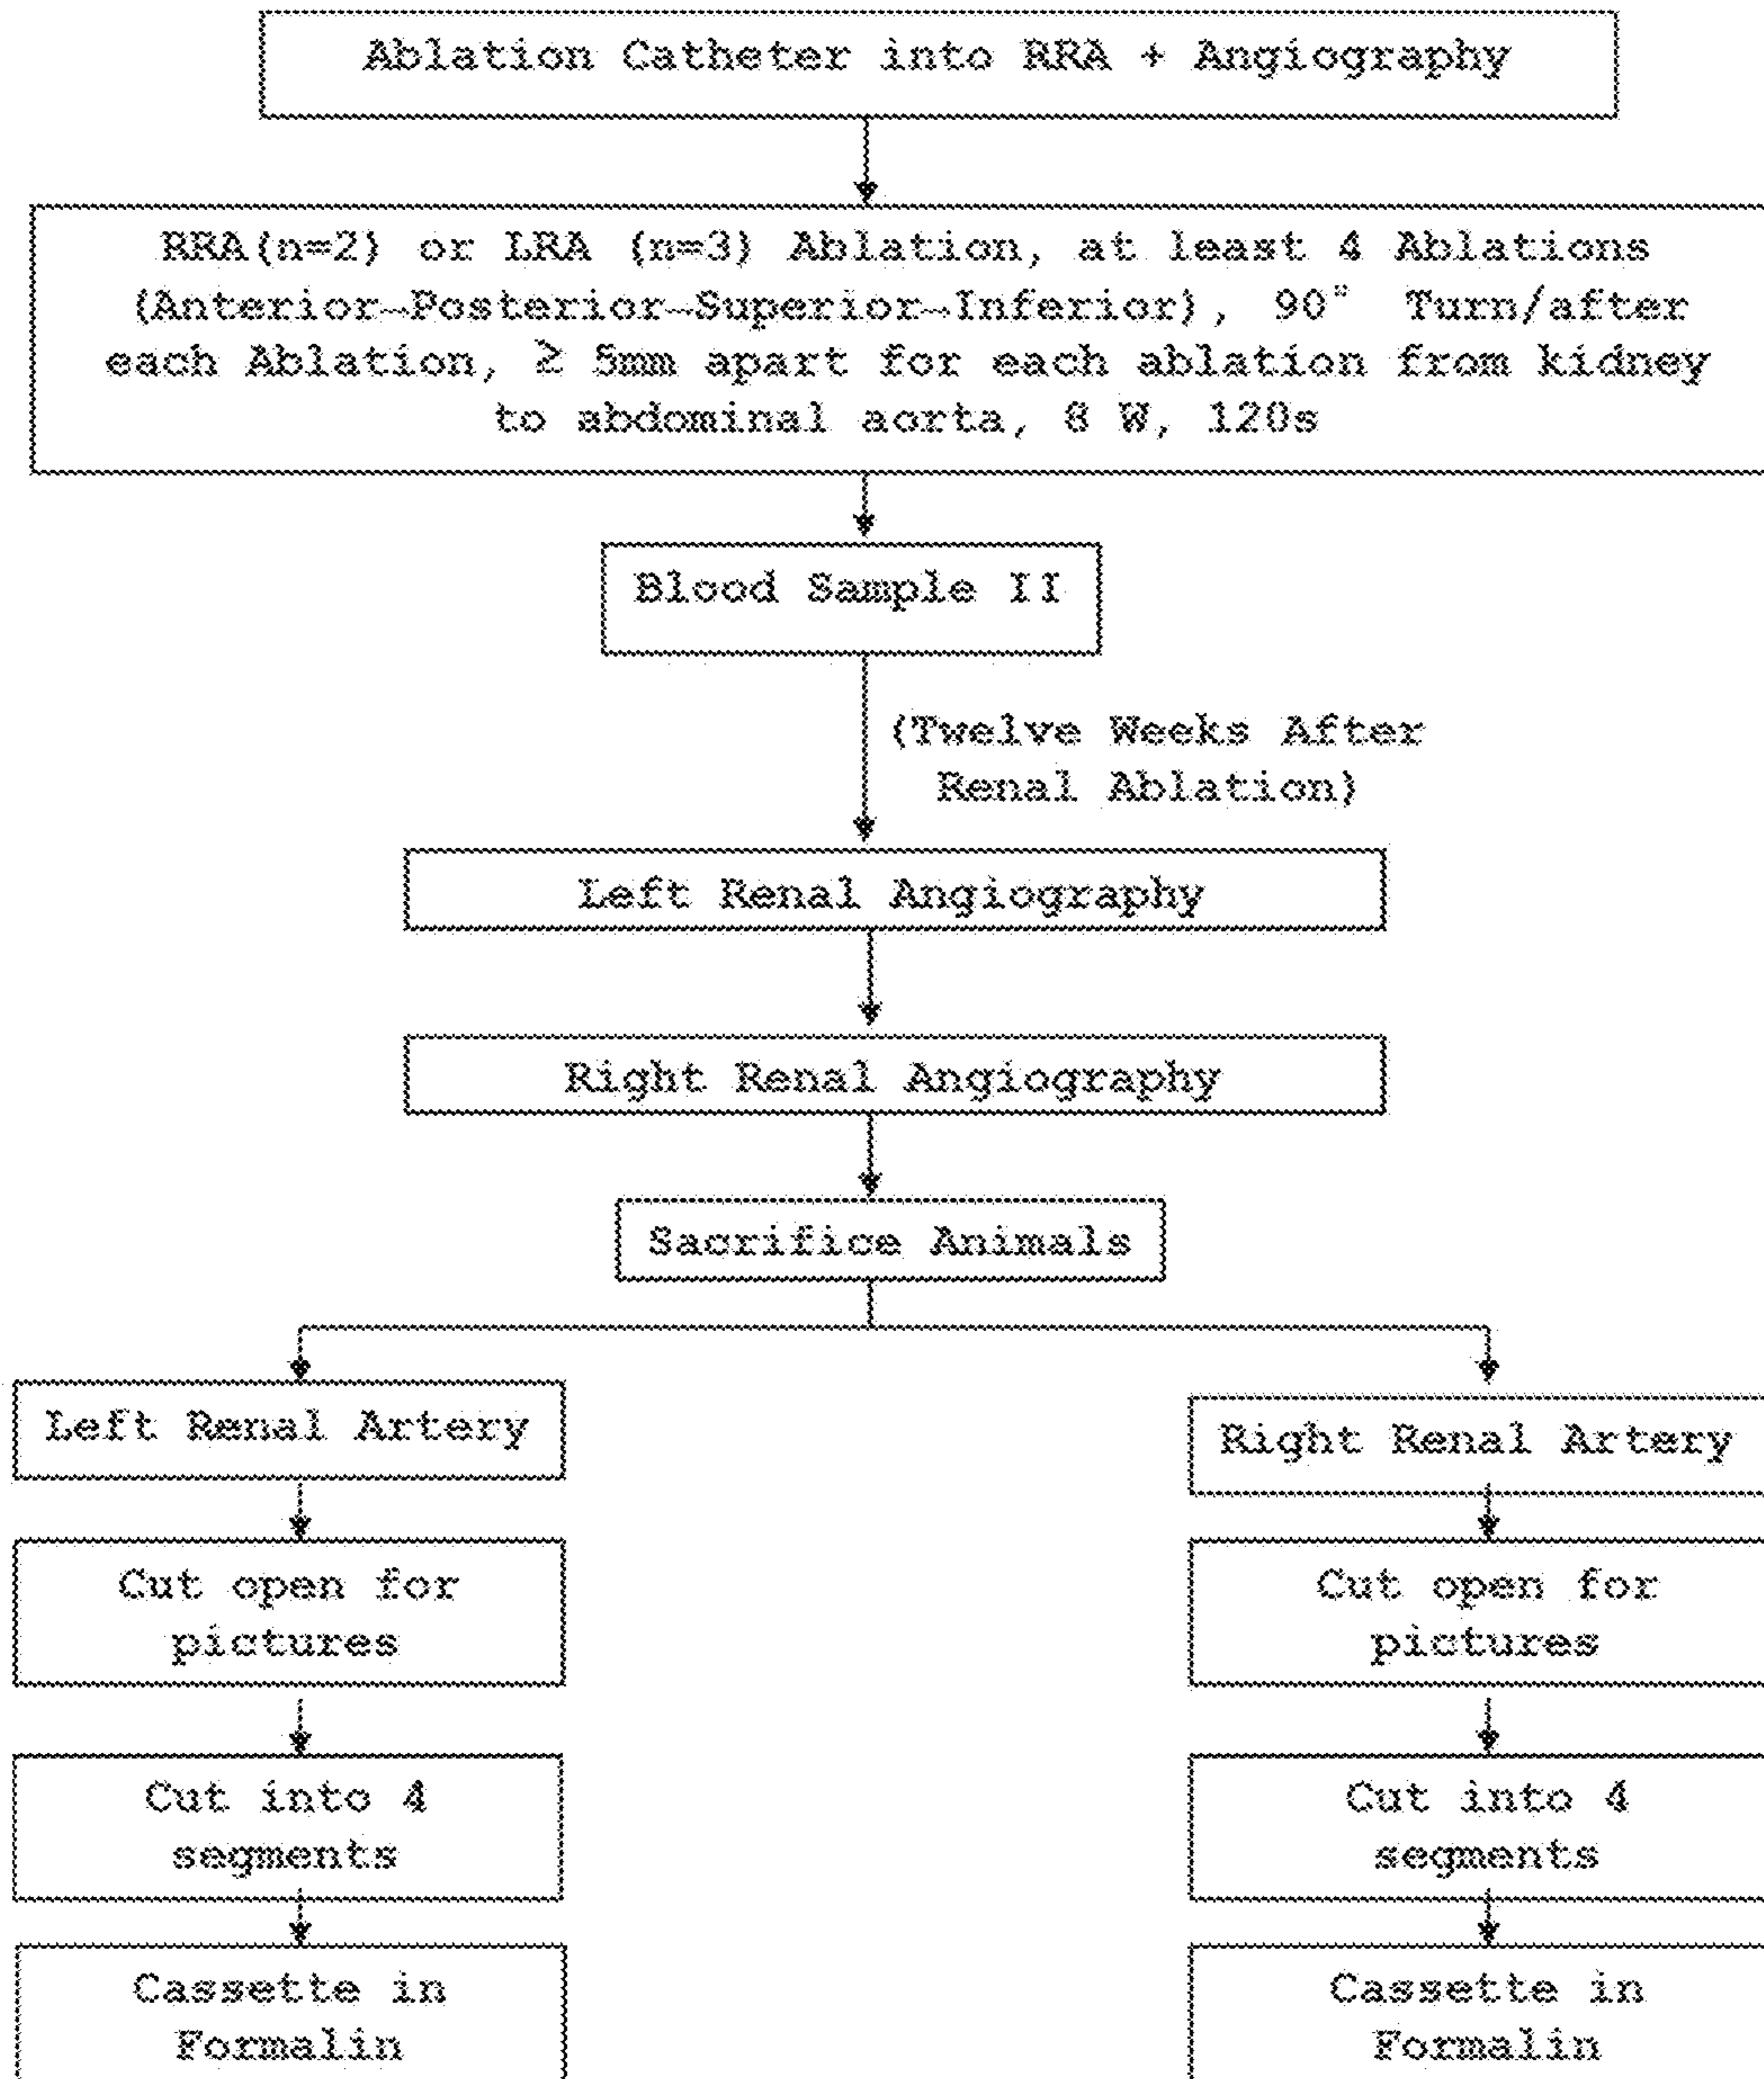 Ablation Catheter into RRA + Angiography
RRA(n=2) or LRA (n=3) Ablation, at least 4 Ablations
(Anterior→Posterior→Superior→Inferior), 90° Turn/after
each Ablation, ≥ 5mm apart for each ablation from kidney
to abdominal aorta, 8 W, 120s
Blood Sample II
(Twelve Weeks After
Renal Ablation)
Left Renal Angiography
Right Renal Angiography
Sacrifice Animals
Left Renal Artery
Cut open for
pictures
Cut into 4
segments
Cassette in
Formalin
Right Renal Artery
Cut open for
pictures
Cut into 4
segments
Cassette in
Formalin